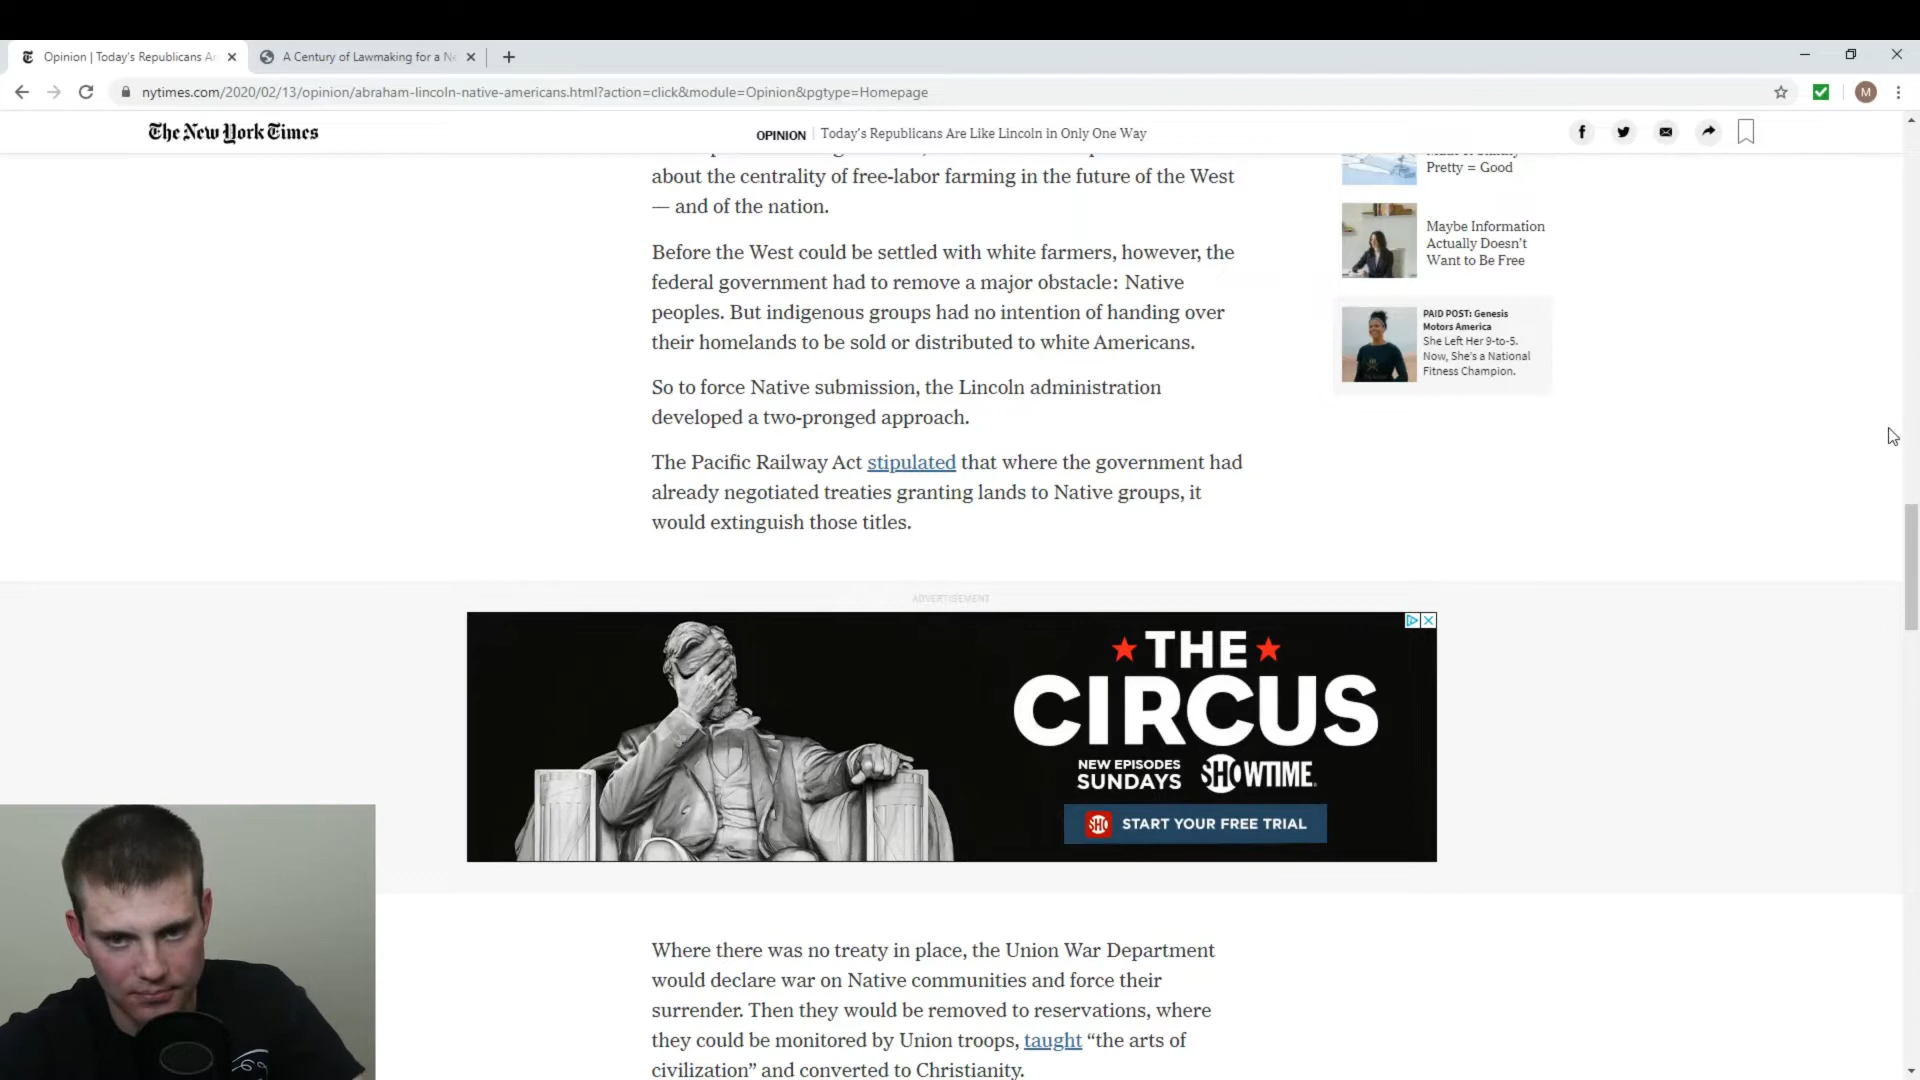 Opinion | Today's Republicans Ar
A Century of Lawmaking for a Ne
nytimes.com/2020/02/13/opinion/abraham-lincoln-native-americans.html?action=click&module=Opinion&pgtype=Homepage
M
The New York Times
OPINION
Today's Republicans Are Like Lincoln in Only One Way
about the centrality of free-labor farming in the future of the West
— and of the nation.
Before the West could be settled with white farmers, however, the
federal government had to remove a major obstacle: Native
peoples. But indigenous groups had no intention of handing over
their homelands to be sold or distributed to white Americans.
So to force Native submission, the Lincoln administration
developed a two-pronged approach.
The Pacific Railway Act stipulated that where the government had
already negotiated treaties granting lands to Native groups, it
would extinguish those titles.
Pretty = Good
Maybe Information
Actually Doesn't
Want to Be Free
PAID POST: Genesis
Motors America
She Left Her 9-to-5.
Now, She's a National
Fitness Champion.
ADVERTISEMENT
THE
CIRCUS
NEW EPISODES
SUNDAYS
SHOWTIME
SHO
START YOUR FREE TRIAL
Where there was no treaty in place, the Union War Department
would declare war on Native communities and force their
surrender. Then they would be removed to reservations, where
they could be monitored by Union troops, taught “the arts of
civilization” and converted to Christianity.